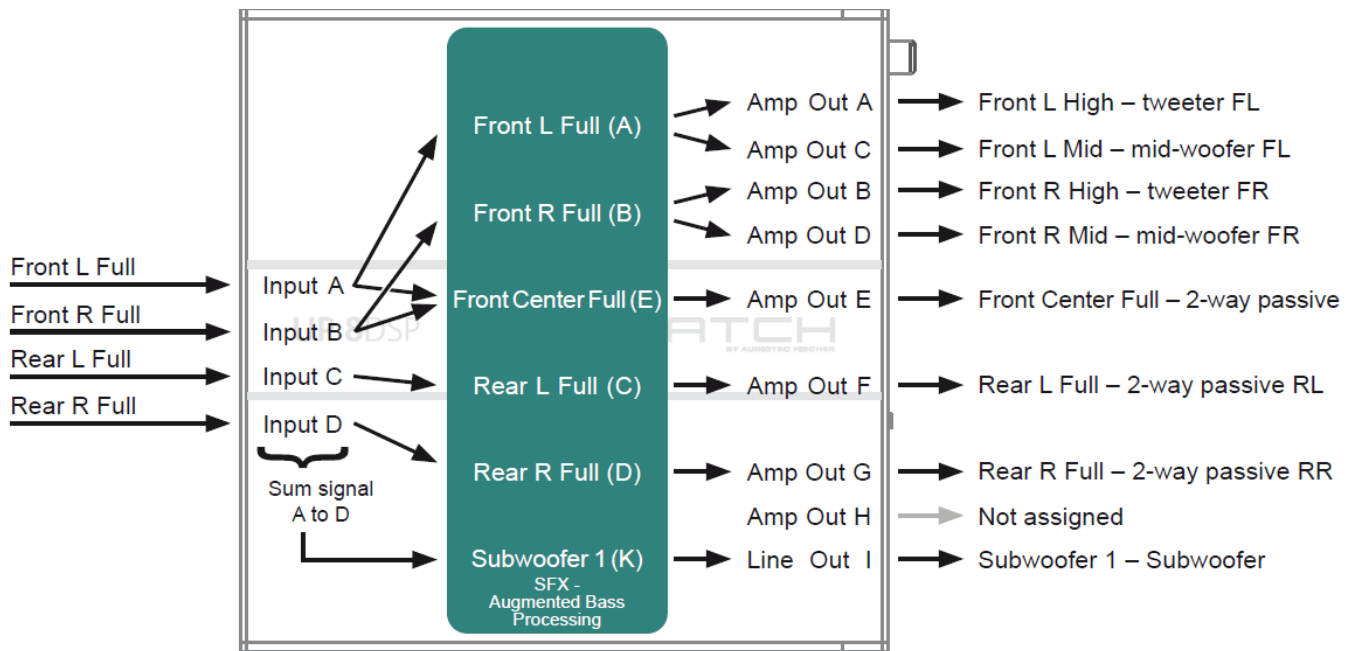 Front L Full
Front R Full
Rear L Full
Rear R Full
Input A
Input B
Input C
Input D
Sum signal
A to D
Front L Full (A)
Front R Full (B)
Front Center Full (E)
Rear L Full (C)
Rear R Full (D)
Subwoofer 1 (K)
SFX -
Augmented Bass
Processing
Amp Out A
Amp Out C
Amp Out B
Amp Out D
Amp Out E
Amp Out F
Amp Out G
Amp Out H
Line Out I
Front L High – tweeter FL
Front L Mid – mid-woofer FL
Front R High – tweeter FR
Front R Mid – mid-woofer FR
Front Center Full – 2-way passive
Rear L Full – 2-way passive RL
Rear R Full – 2-way passive RR
Not assigned
Subwoofer 1 – Subwoofer
8DSP
ATCH